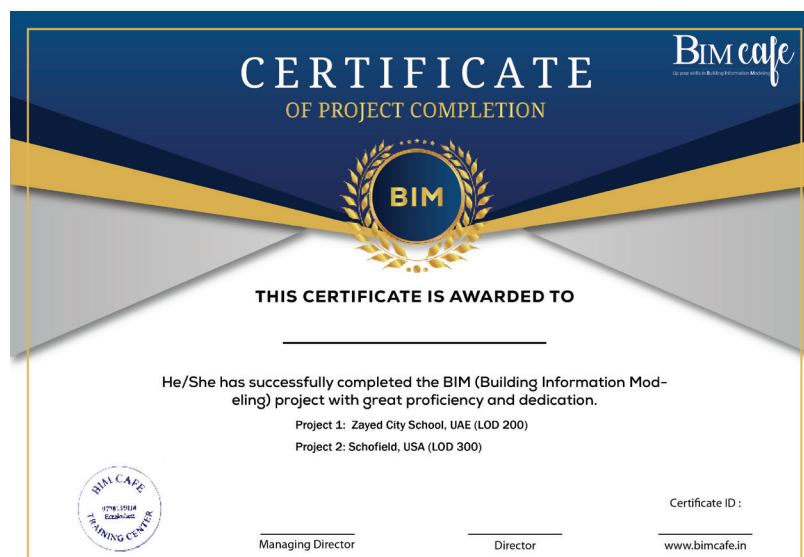 BIM cafe
Up your skills in Building Information Modeling
CERTIFICATE
OF PROJECT COMPLETION
BIM
THIS CERTIFICATE IS AWARDED TO
He/She has successfully completed the BIM (Building Information Mod-
eling) project with great proficiency and dedication.
Project 1: Zayed City School, UAE (LOD 200)
Project 2: Schofield, USA (LOD 300)
BIM CAFE
TRAINING CENTER
Certificate ID :
Managing Director
Director
www.bimcafe.in